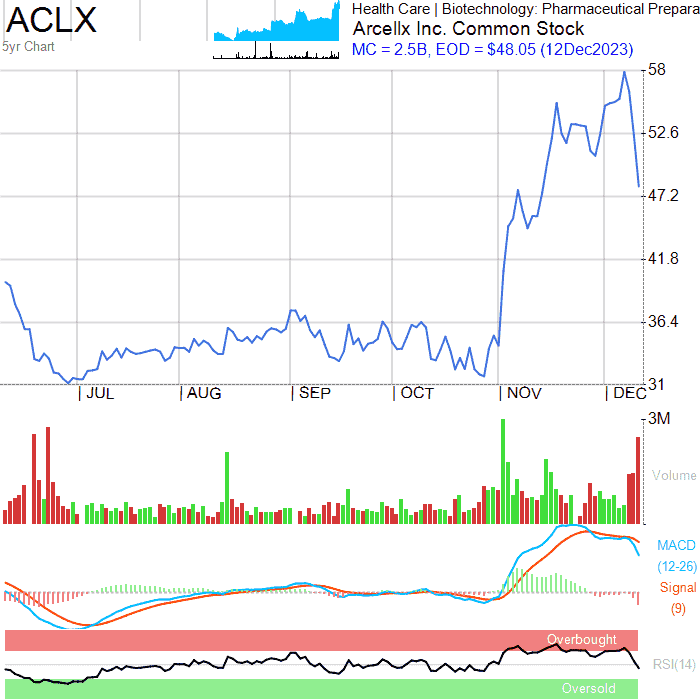 ACLX
5yr Chart
Health Care | Biotechnology: Pharmaceutical Prepara
Arcellx Inc. Common Stock
MC = 2.5B, EOD = $48.05 (12Dec2023)
58
52.6
47.2
41.8
36.4
31
| JUL | AUG | SEP | OCT | NOV | DEC
3M
Volume
MACD
(12-26)
Signal
(9)
Overbought
RSI(14)
Oversold